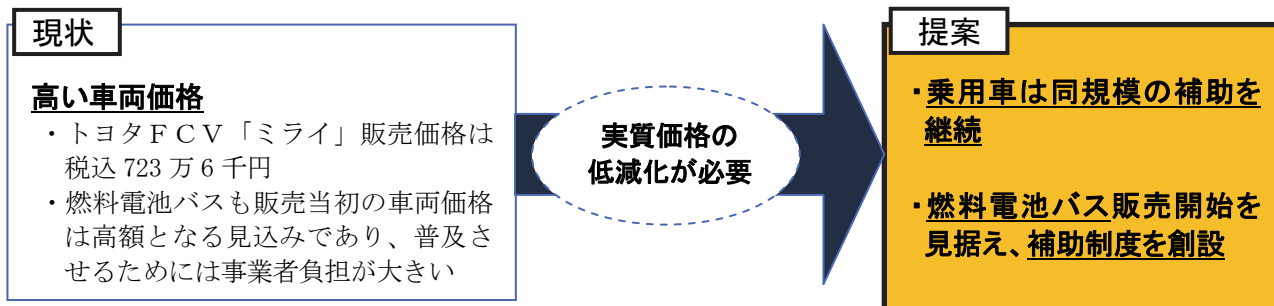 現状
高い車両価格
・トヨタFCV「ミライ」販売価格は
税込 723 万 6 千円
・燃料電池バスも販売当初の車両価格
は高額となる見込みであり、普及さ
せるためには事業者負担が大きい
実質価格の
低減化が必要
提案
・乗用車は同規模の補助を
継続
・燃料電池バス販売開始を
見据え、補助制度を創設